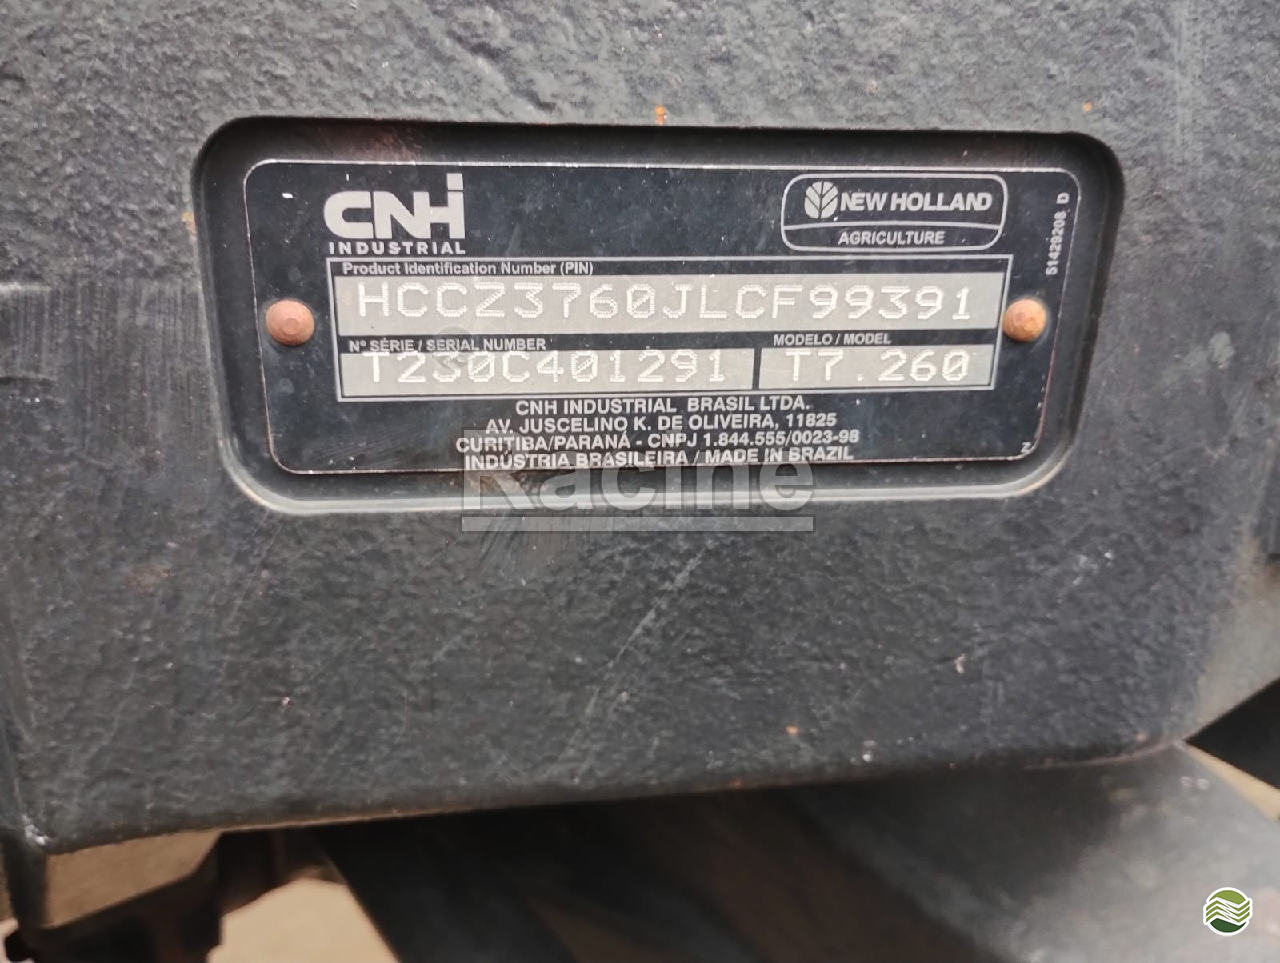 CNHi
INDUSTRIAL
NEW HOLLAND
AGRICULTURE
51429208 D
Product Identification Number (PIN)
HCCZ3760JLCF99391
Nº SÉRIE / SERIAL NUMBER
MODELO / MODEL
T230C401291
T7.260
CNH INDUSTRIAL BRASIL LTDA.
AV. JUSCELINO K. DE OLIVEIRA, 11825
CURITIBA/PARANÁ - CNPJ 1.844.555/0023-98
INDÚSTRIA BRASILEIRA / MADE IN BRAZIL
Z
Racine